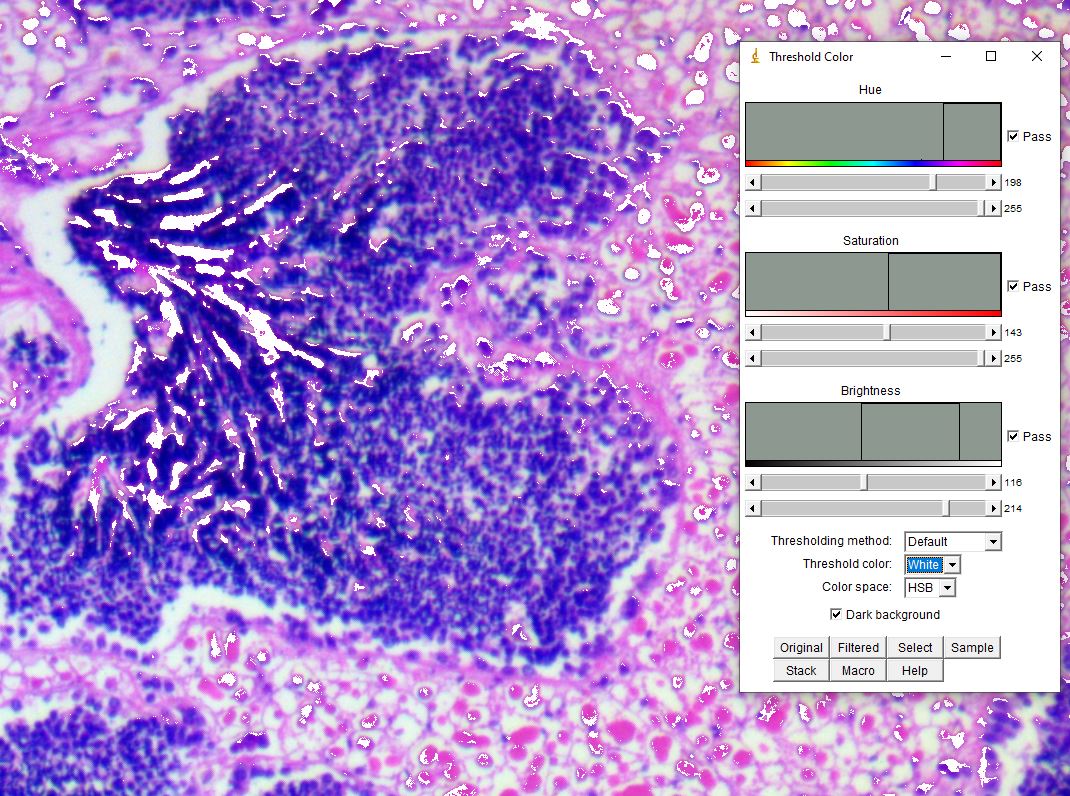 Threshold Color
Hue
Pass
198
255
Saturation
Pass
143
255
Brightness
Pass
116
214
Thresholding method: Default
Threshold color: White
Color space: HSB
Dark background
Original Filtered Select Sample
Stack Macro Help